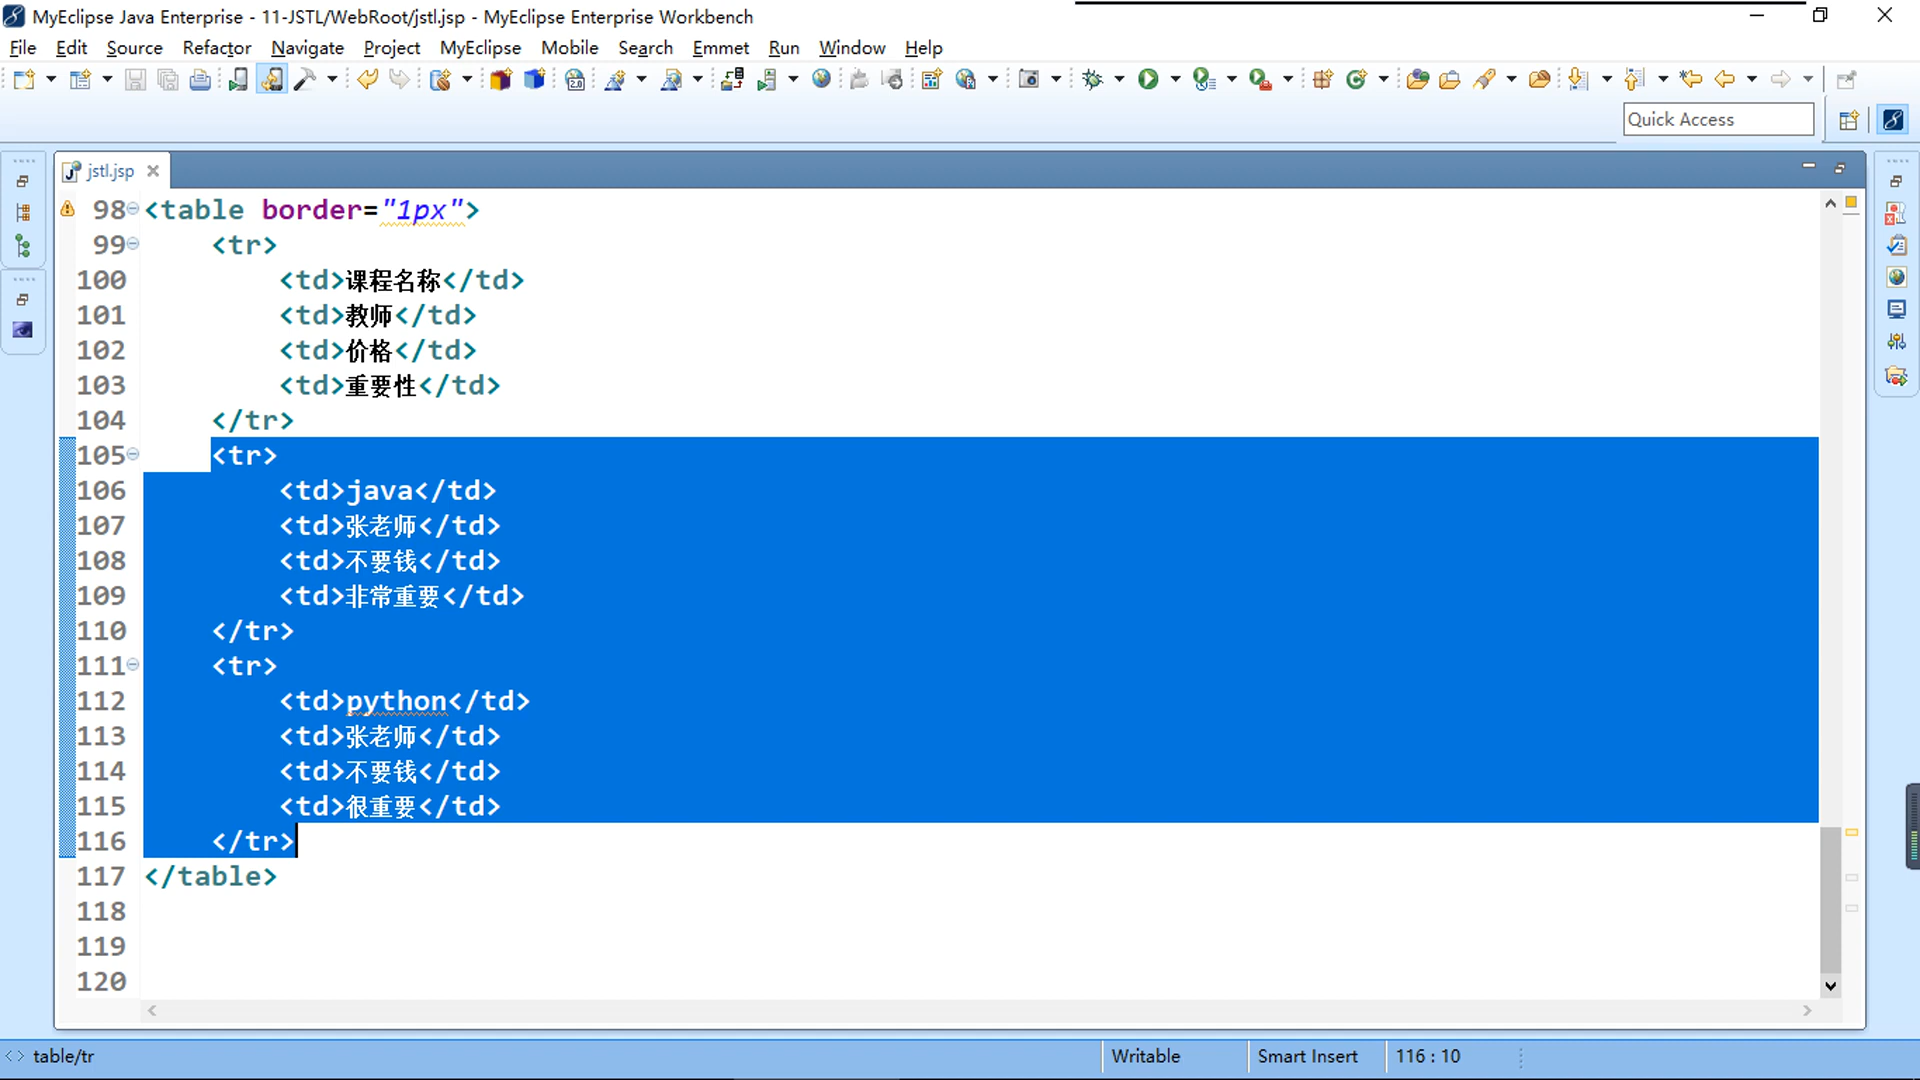 MyEclipse Java Enterprise - 11-JSTL/WebRoot/jstl.jsp - MyEclipse Enterprise Workbench
File Edit Source Refactor Navigate Project MyEclipse Mobile Search Emmet Run Window Help
Quick Access
jstl.jsp
98 <table border="1px">
99 <tr>
100 <td>课程名称</td>
101 <td>教师</td>
102 <td>价格</td>
103 <td>重要性</td>
104 </tr>
105 <tr>
106 <td>java</td>
107 <td>张老师</td>
108 <td>不要钱</td>
109 <td>非常重要</td>
110 </tr>
111 <tr>
112 <td>python</td>
113 <td>张老师</td>
114 <td>不要钱</td>
115 <td>很重要</td>
116 </tr>
117 </table>
118
119
120
table/tr
Writable
Smart Insert
116 : 10